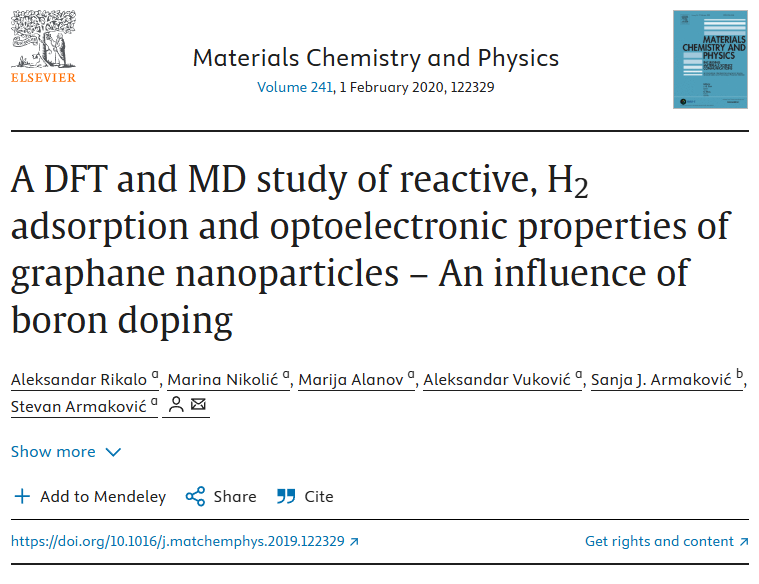 ELSEVIER
Materials Chemistry and Physics
Volume 241, 1 February 2020, 122329
MATERIALS
CHEMISTRY AND
PHYSICS
A DFT and MD study of reactive, H2
adsorption and optoelectronic properties of
graphane nanoparticles – An influence of
boron doping
Aleksandar Rikalo a, Marina Nikolić a, Marija Alanov a, Aleksandar Vuković a, Sanja J. Armaković b,
Stevan Armaković a
Show more
Add to Mendeley
Share
Cite
https://doi.org/10.1016/j.matchemphys.2019.122329
Get rights and content